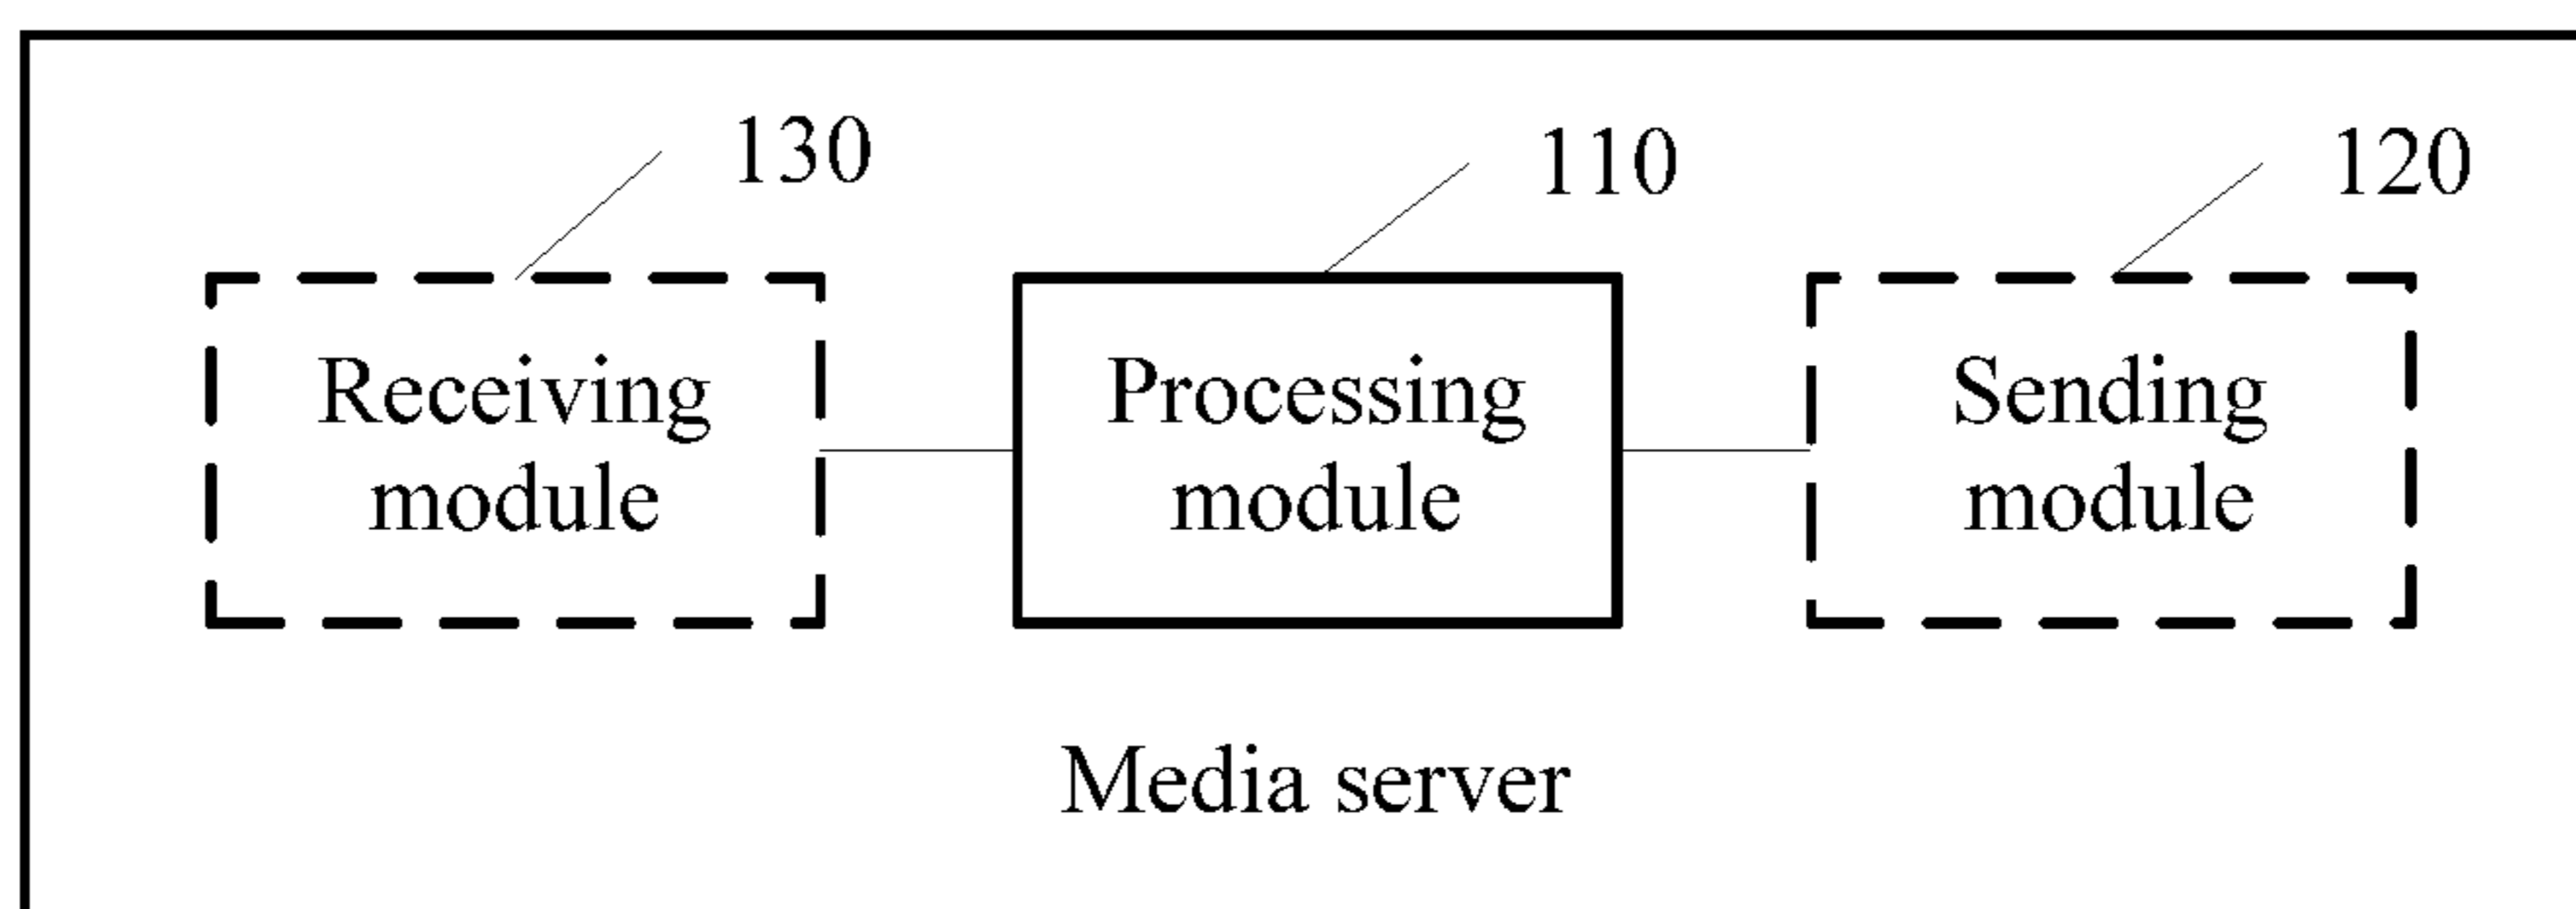 130
110
120
Receiving
module
Processing
module
Sending
module
Media server